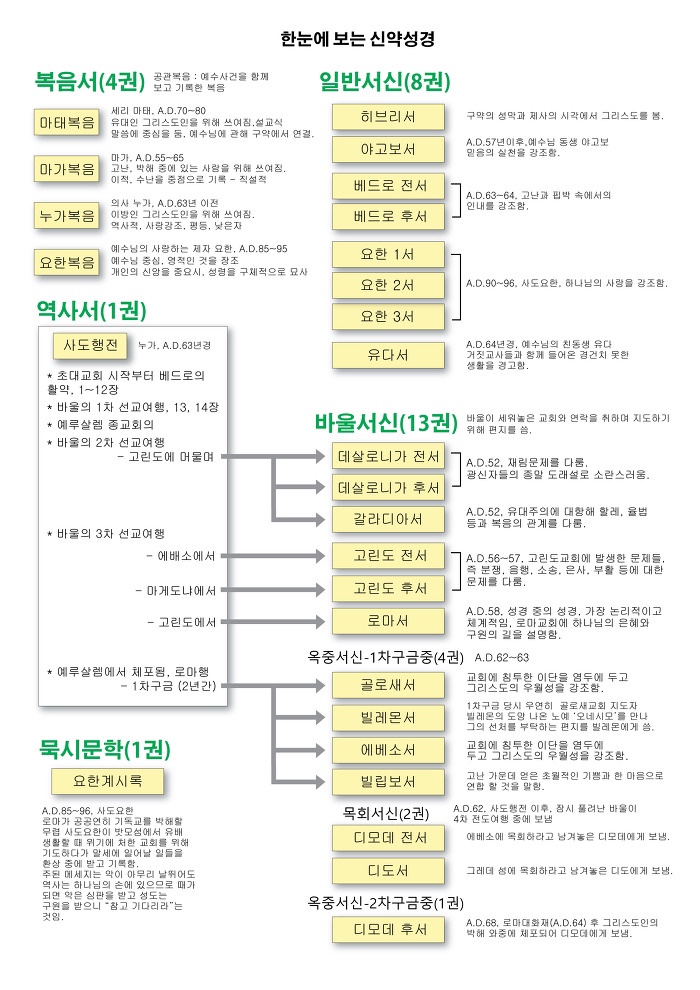 한눈에 보는 신약성경
복음서(4권)
공관복음 : 예수사건을 함께
보고 기록한 복음
마태복음
세리 마태, A.D.70~80
유대인 그리스도인을 위해 쓰여짐.설교식
말씀에 중심을 둠, 예수님에 관해 구약에서 연결.
마가복음
마가, A.D.55~65
고난, 박해 중에 있는 사람을 위해 쓰여짐.
이적, 수난을 중점으로 기록 - 직설적
누가복음
의사 누가, A.D.63년 이전
이방인 그리스도인을 위해 쓰여짐.
역사적, 사랑강조, 평등, 낮은자
요한복음
예수님의 사랑하는 제자 요한, A.D.85~95
예수님 중심, 영적인 것을 장조
개인의 신앙을 중요시, 성령을 구체적으로 묘사
역사서(1권)
사도행전
누가, A.D.63년경
* 초대교회 시작부터 베드로의
활약, 1~12장
* 바울의 1차 선교여행, 13, 14장
* 예루살렘 종교회의
* 바울의 2차 선교여행
- 고린도에 머물며
* 바울의 3차 선교여행
- 에배소에서
- 마게도냐에서
- 고린도에서
* 예루살렘에서 체포됨, 로마행
- 1차구금 (2년간)
묵시문학(1권)
요한계시록
A.D.85~96, 사도요한
로마가 공공연히 기독교를 박해할
무렵 사도요한이 밧모섬에서 유배
생활할 때 위기에 처한 교회를 위해
기도하다가 말세에 일어날 일들을
환상 중에 받고 기록함.
주된 메세지는 악이 아무리 날뛰어도
역사는 하나님의 손에 있으므로 때가
되면 악은 심판을 받고 성도는
구원을 받으니 “참고 기다리라”는
것임.
일반서신(8권)
히브리서
구약의 성막과 제사의 시각에서 그리스도를 봄.
야고보서
A.D.57년이후,예수님 동생 야고보
믿음의 실천을 강조함.
베드로 전서
베드로 후서
A.D.63~64, 고난과 핍박 속에서의
인내를 강조함.
요한 1서
요한 2서
요한 3서
A.D.90~96, 사도요한, 하나님의 사랑을 강조함.
유다서
A.D.64년경, 예수님의 친동생 유다
거짓교사들과 함께 들어온 경건치 못한
생활을 경고함.
바울서신(13권)
바울이 세워놓은 교회와 연락을 취하며 지도하기
위해 편지를 씀.
데살로니가 전서
데살로니가 후서
A.D.52, 재림문제를 다룸.
광신자들의 종말 도래설로 소란스러움.
갈라디아서
A.D.52, 유대주의에 대항해 할레, 율법
등과 복음의 관계를 다룸.
고린도 전서
고린도 후서
A.D.56~57, 고린도교회에 발생한 문제들,
즉 분쟁, 음행, 소송, 은사, 부활 등에 대한
문제를 다룸.
로마서
A.D.58, 성경 중의 성경, 가장 논리적이고
체계적임, 로마교회에 하나님의 은혜와
구원의 길을 설명함.
옥중서신-1차구금중(4권)
A.D.62~63
골로새서
교회에 침투한 이단을 염두에 두고
그리스도의 우월성을 강조함.
빌레몬서
1차구금 당시 우연히 골로새교회 지도자
빌레몬의 도망 나온 노예 ‘오네시모’를 만나
그의 선처를 부탁하는 편지를 빌레몬에게 씀.
에베소서
교회에 침투한 이단을 염두에
두고 그리스도의 우월성을 강조함.
빌립보서
고난 가운데 얻은 초월적인 기쁨과 한 마음으로
연합 할 것을 말함.
목회서신(2권)
A.D.62, 사도행전 이후, 잠시 풀려난 바울이
4차 전도여행 중에 보냄
디모데 전서
에베소에 목회하라고 남겨놓은 디모데에게 보냄.
디도서
그레데 섬에 목회하라고 남겨놓은 디도에게 보냄.
옥중서신-2차구금중(1권)
디모데 후서
A.D.68, 로마대화재(A.D.64) 후 그리스도인의
박해 와중에 체포되어 디모데에게 보냄.